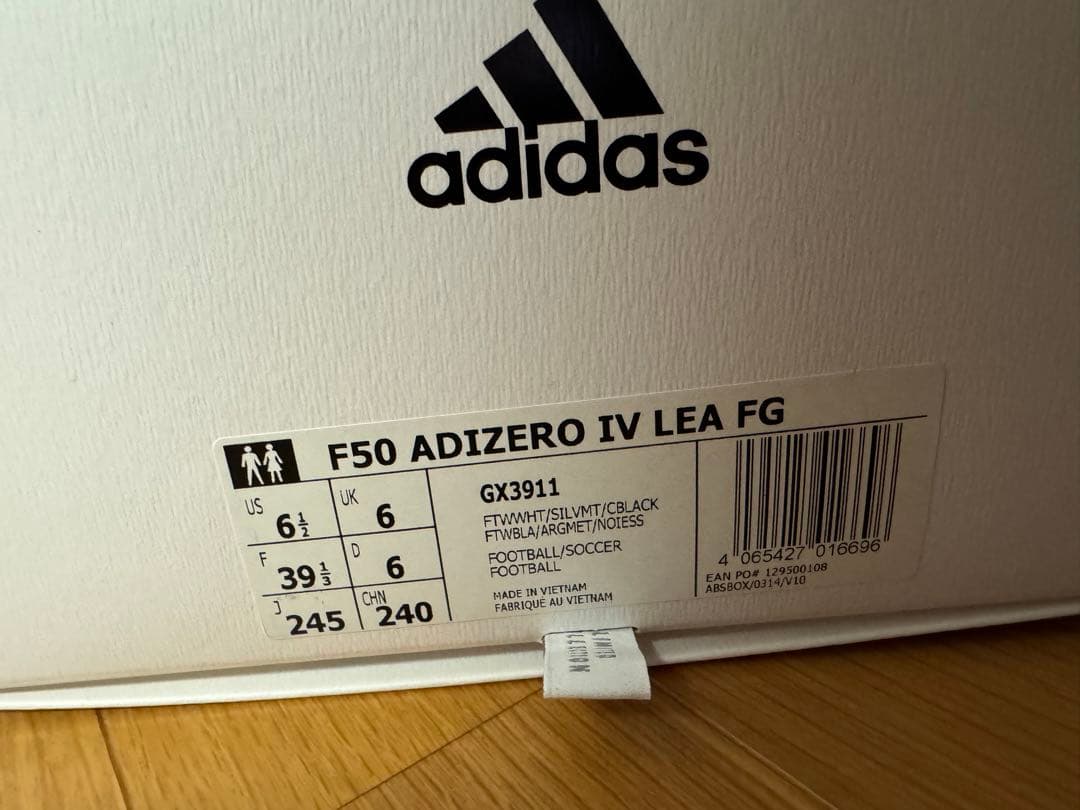 adidas
F50 ADIZERO IV LEA FG
US 6½
UK 6
F 39⅓
D 6
J 245
CHN 240
GX3911
FTWWHT/SILVMT/CBLACK
FTWBLA/ARGMET/NOIESS
FOOTBALL/SOCCER
FOOTBALL
MADE IN VIETNAM
FABRIQUÉ AU VIETNAM
4 065427 016696
EAN PO# 129500108
ABSBOX/0314/V10